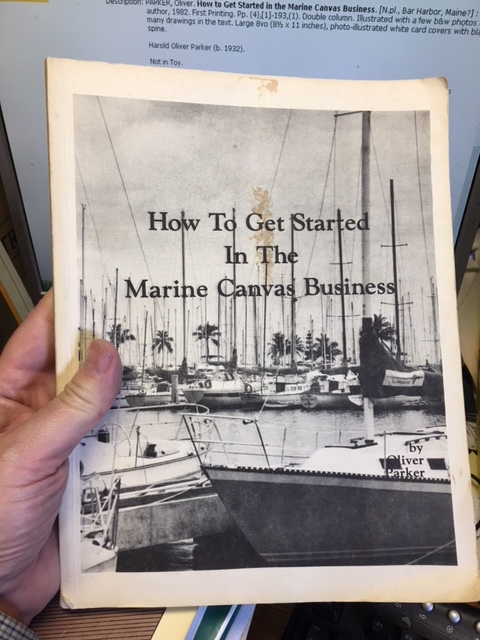 Description: PARKER, Oliver. How to Get Started in the Marine Canvas Business. [N.pl., Bar Harbor, Maine?] :
author, 1982. First Printing. Pp. (4),[1]-193,(1). Double column. Illustrated with a few b&w photos
many drawings in the text. Large 8vo (8½ x 11 inches), photo-illustrated white card covers with bla
spine.
Harold Oliver Parker (b. 1932).
Not in Toy.
How To Get Started
In The
Marine Canvas Business
by
Oliver
Parker